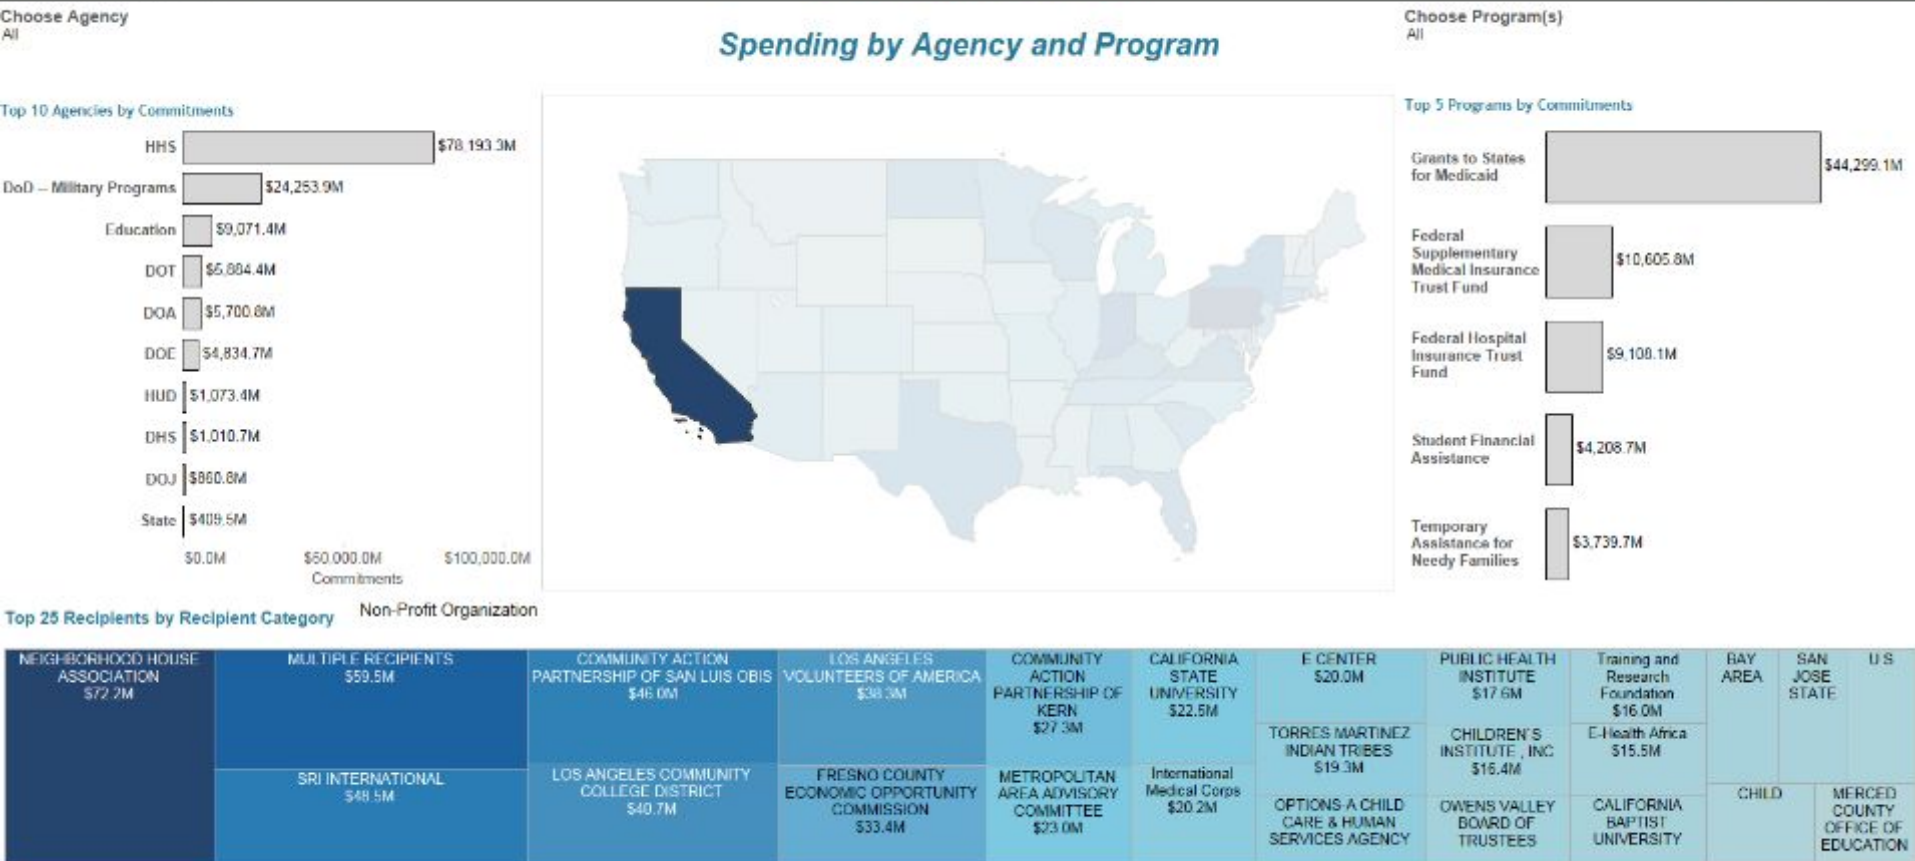 Choose Agency
All
Spending by Agency and Program
Choose Program(s)
All
Top 10 Agencies by Commitments
HHS $78,193.3M
DoD – Military Programs $24,253.9M
Education $9,071.4M
DOT
DOA $5,700.8M
DOE $4,834.7M
HUD $1,073.4M
DHS $1,010.7M
DOJ $860.8M
State $409.5M
$0.0M $50,000.0M $100,000.0M
Commitments
Top 5 Programs by Commitments
Grants to States
for Medicaid
$44,299.1M
Federal
Supplementary
Medical Insurance
Trust Fund
$10,605.8M
Federal Hospital
Insurance Trust
Fund
$9,108.1M
Student Financial
Assistance
$4,208.7M
Temporary
Assistance for
Needy Families
$3,739.7M
Top 25 Recipients by Recipient Category
Non-Profit Organization
NEIGHBORHOOD HOUSE
ASSOCIATION
$72.2M
MULTIPLE RECIPIENTS
$59.5M
SRI INTERNATIONAL
$48.5M
COMMUNITY ACTION
PARTNERSHIP OF SAN LUIS OBIS
$46.0M
LOS ANGELES COMMUNITY
COLLEGE DISTRICT
$40.7M
LOS ANGELES
VOLUNTEERS OF AMERICA
$38.3M
FRESNO COUNTY
ECONOMIC OPPORTUNITY
COMMISSION
$33.4M
COMMUNITY
ACTION
PARTNERSHIP OF
KERN
$27.3M
METROPOLITAN
AREA ADVISORY
COMMITTEE
$23.0M
CALIFORNIA
STATE
UNIVERSITY
$22.5M
International
Medical Corps
$20.2M
E CENTER
$20.0M
TORRES MARTINEZ
INDIAN TRIBES
$19.3M
OPTIONS-A CHILD
CARE & HUMAN
SERVICES AGENCY
PUBLIC HEALTH
INSTITUTE
$17.6M
CHILDREN'S
INSTITUTE , INC
$16.4M
OWENS VALLEY
BOARD OF
TRUSTEES
Training and
Research
Foundation
$16.0M
E-Health Africa
$15.5M
CALIFORNIA
BAPTIST
UNIVERSITY
BAY
AREA
SAN
JOSE
STATE
U S
CHILD
MERCED
COUNTY
OFFICE OF
EDUCATION